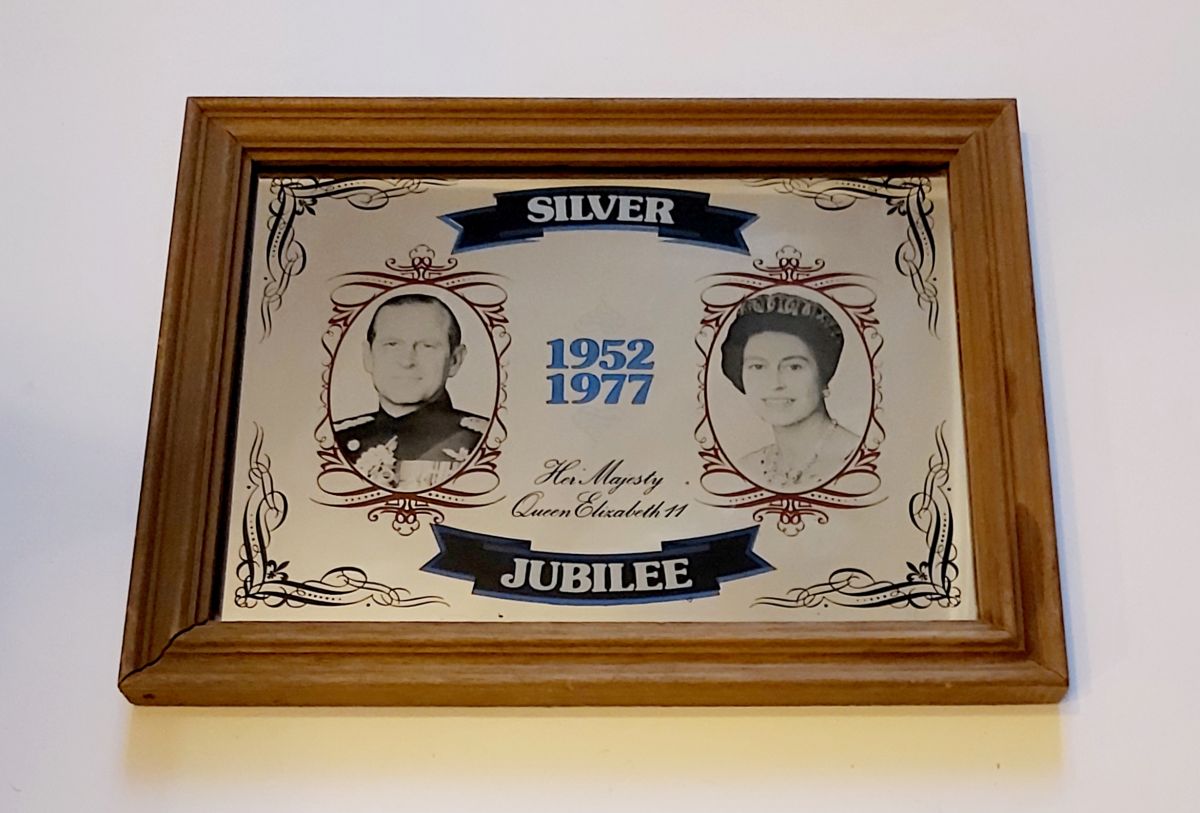 SILVER
1952
1977
Her Majesty
Queen Elizabeth 11
JUBILEE